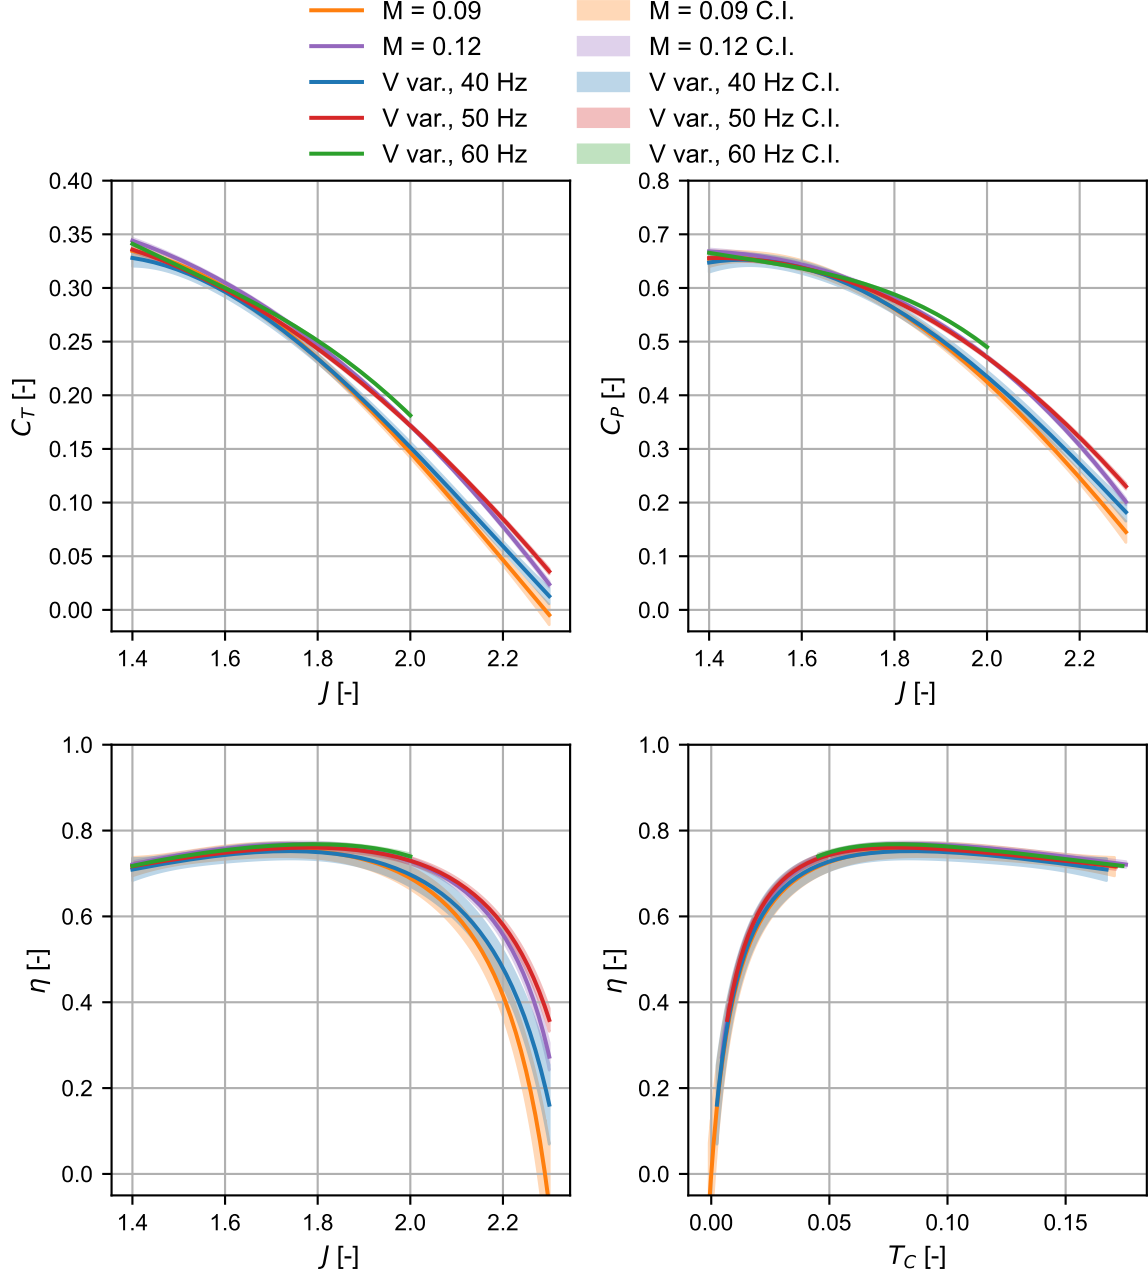 M = 0.09
M = 0.12
V var., 40 Hz
V var., 50 Hz
V var., 60 Hz
M = 0.09 C.I.
M = 0.12 C.I.
V var., 40 Hz C.I.
V var., 50 Hz C.I.
V var., 60 Hz C.I.
0.40
0.35
0.30
0.25
0.20
0.15
0.10
0.05
0.00
C_T [-]
1.4 1.6 1.8 2.0 2.2
J [-]
0.8
0.7
0.6
0.5
0.4
0.3
0.2
0.1
0.0
C_P [-]
1.4 1.6 1.8 2.0 2.2
J [-]
1.0
0.8
0.6
0.4
0.2
0.0
η [-]
1.4 1.6 1.8 2.0 2.2
J [-]
1.0
0.8
0.6
0.4
0.2
0.0
η [-]
0.00 0.05 0.10 0.15
T_C [-]